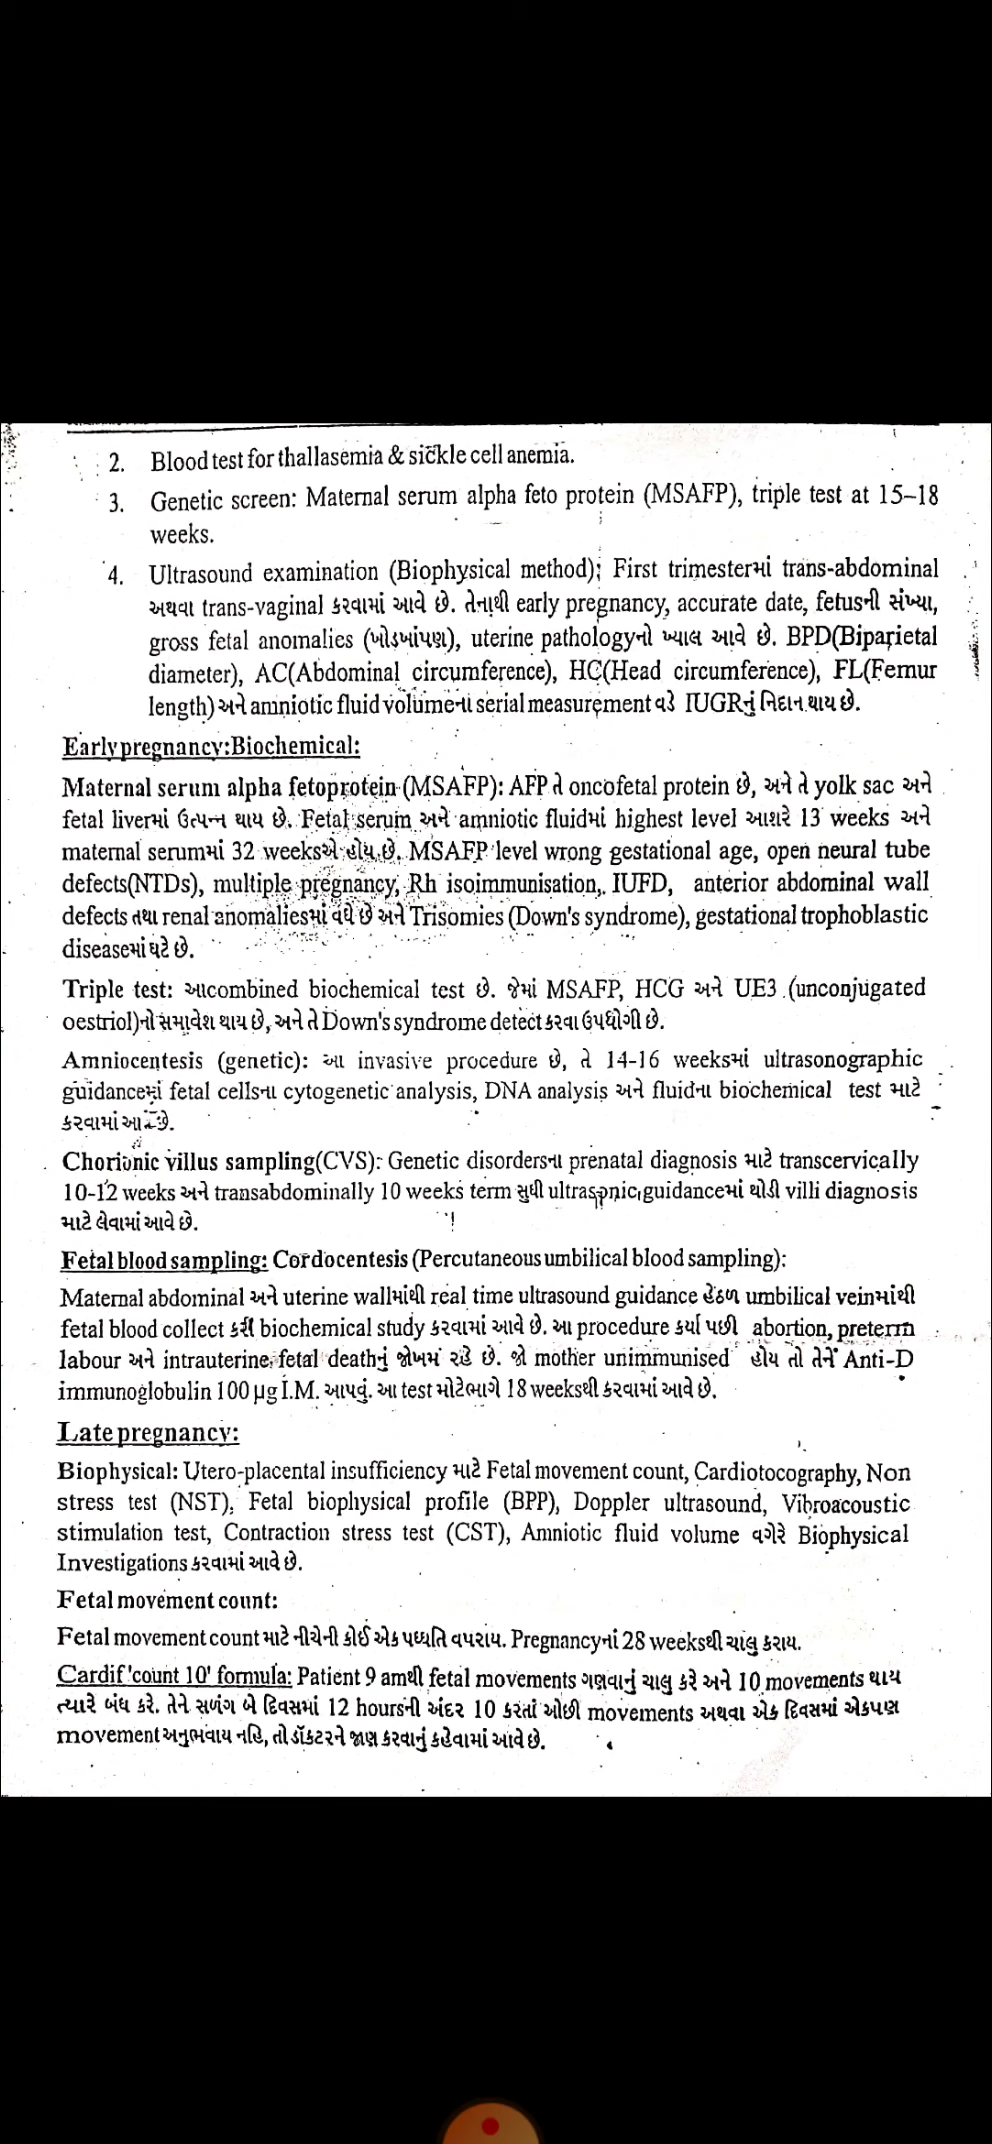 2. Blood test for thallasemia & sickle cell anemia.
3. Genetic screen: Maternal serum alpha feto protein (MSAFP), triple test at 15–18
weeks.
4. Ultrasound examination (Biophysical method); First trimesterમાં trans-abdominal
અથવા trans-vaginal કરવામાં આવે છે. તેનાથી early pregnancy, accurate date, fetusની સંખ્યા,
gross fetal anomalies (ખોડખાંપણ), uterine pathologyનો ખ્યાલ આવે છે. BPD(Biparietal
diameter), AC(Abdominal circumference), HC(Head circumference), FL(Femur
length) અને amniotic fluid volumeના serial measurement વડે IUGRનું નિદાન થાય છે.
Early pregnancy:Biochemical:
Maternal serum alpha fetoprotein (MSAFP): AFP તે oncofetal protein છે, અને તે yolk sac અને
fetal liverમાં ઉત્પન્ન થાય છે. Fetal serum અને amniotic fluidમાં highest level આશરે 13 weeks અને
maternal serumમાં 32 weeksએ હોય છે. MSAFP level wrong gestational age, open neural tube
defects(NTDs), multiple pregnancy, Rh isoimmunisation, IUFD, anterior abdominal wall
defects તથા renal anomaliesમાં વધે છે અને Trisomies (Down's syndrome), gestational trophoblastic
diseaseમાં ઘટે છે.
Triple test: આcombined biochemical test છે. જેમાં MSAFP, HCG અને UE3 (unconjugated
oestriol)નો સમાવેશ થાય છે, અને તે Down's syndrome detect કરવા ઉપયોગી છે.
Amniocentesis (genetic): આ invasive procedure છે, તે 14-16 weeksમાં ultrasonographic
guidanceમાં fetal cellsના cytogenetic analysis, DNA analysis અને fluidના biochemical test માટે
કરવામાં આવે છે.
Chorionic villus sampling(CVS): Genetic disordersના prenatal diagnosis માટે transcervically
10-12 weeks અને transabdominally 10 weeks term સુધી ultrasonic guidanceમાં થોડી villi diagnosis
માટે લેવામાં આવે છે.
Fetal blood sampling: Cordocentesis (Percutaneous umbilical blood sampling):
Maternal abdominal અને uterine wallમાંથી real time ultrasound guidance હેઠળ umbilical veinમાંથી
fetal blood collect કરી biochemical study કરવામાં આવે છે. આ procedure કર્યા પછી abortion, preterm
labour અને intrauterine fetal deathનું જોખમ રહે છે. જો mother unimmunised હોય તો તેને Anti-D
immunoglobulin 100 µg I.M. આપવું. આ test મોટેભાગે 18 weeksથી કરવામાં આવે છે.
Late pregnancy:
Biophysical: Utero-placental insufficiency માટે Fetal movement count, Cardiotocography, Non
stress test (NST), Fetal biophysical profile (BPP), Doppler ultrasound, Vibroacoustic
stimulation test, Contraction stress test (CST), Amniotic fluid volume વગેરે Biophysical
Investigations કરવામાં આવે છે.
Fetal movement count:
Fetal movement count માટે નીચેની કોઈ એક પધ્ધતિ વપરાય. Pregnancyનાં 28 weeksથી ચાલુ કરાય.
Cardif 'count 10' formula: Patient 9 amથી fetal movements ગણવાનું ચાલુ કરે અને 10 movements થાય
ત્યારે બંધ કરે. તેને સળંગ બે દિવસમાં 12 hoursની અંદર 10 કરતાં ઓછી movements અથવા એક દિવસમાં એકપણ
movement અનુભવાય નહિ, તો ડૉકટરને જાણ કરવાનું કહેવામાં આવે છે.